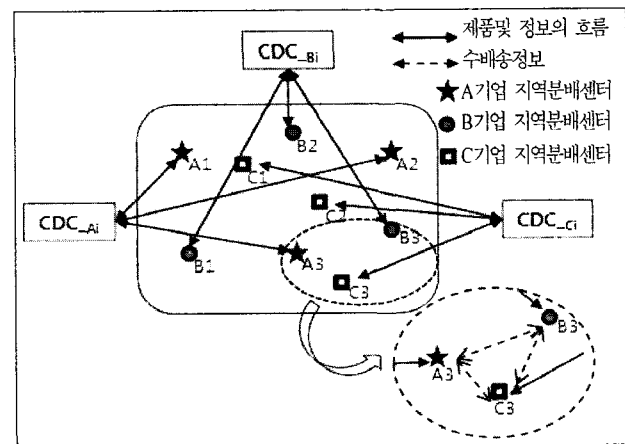 제품및 정보의 흐름
수배송정보
A기업 지역분배센터
B기업 지역분배센터
C기업 지역분배센터
CDC_Bi
B2
A1
C1
A2
CDC_Ai
CDC_Ci
B3
B1
A3
C3
B3
A3
C3